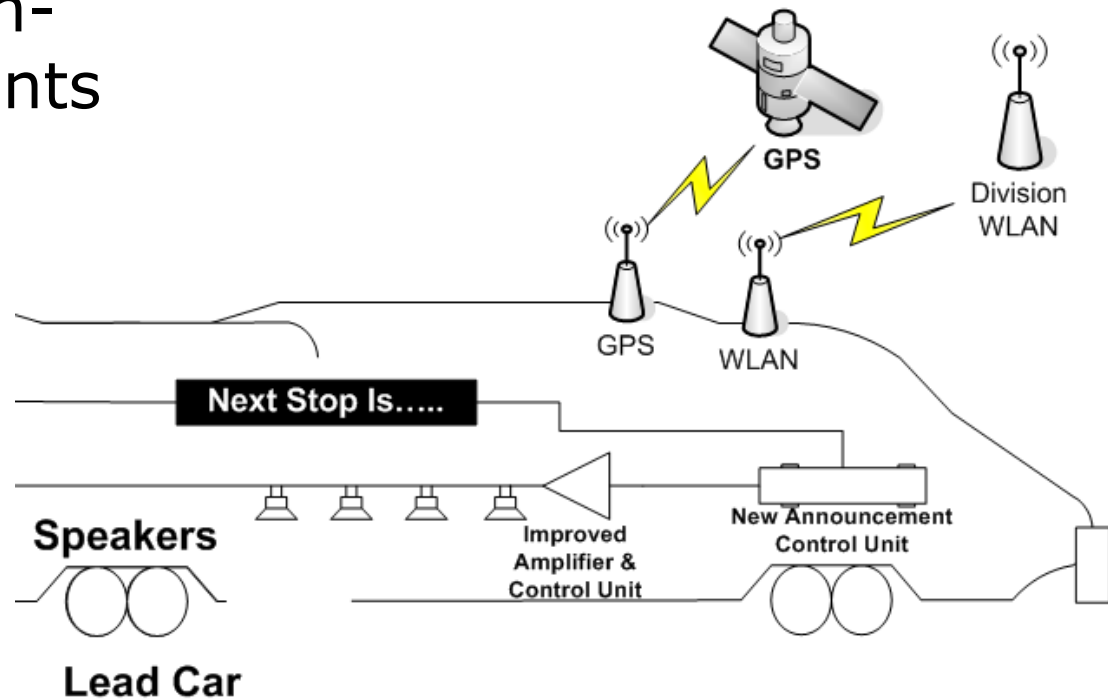 n-
nts
GPS
Division
WLAN
GPS
WLAN
Next Stop Is.....
Speakers
Improved
Amplifier &
Control Unit
New Announcement
Control Unit
Lead Car